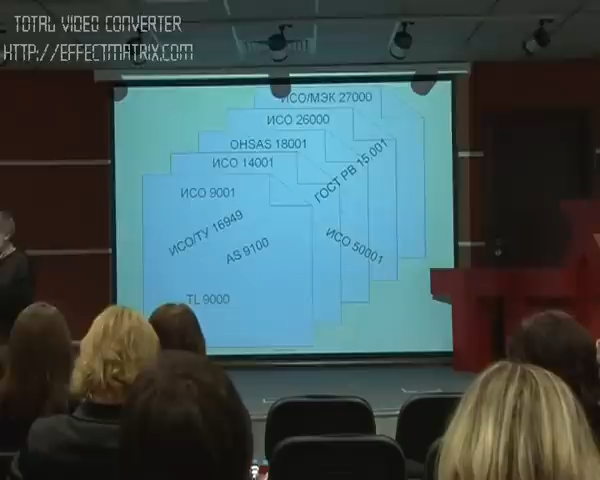 TOTAL VIDEO CONVERTER
HTTP://EFFECTMATRIX.COM
ИСО/МЭК 27000
ИСО 26000
OHSAS 18001
ИСО 14001
ГОСТ РВ 15.001
ИСО 9001
ИСО/ТУ 16949
AS 9100
ИСО 50001
TL 9000